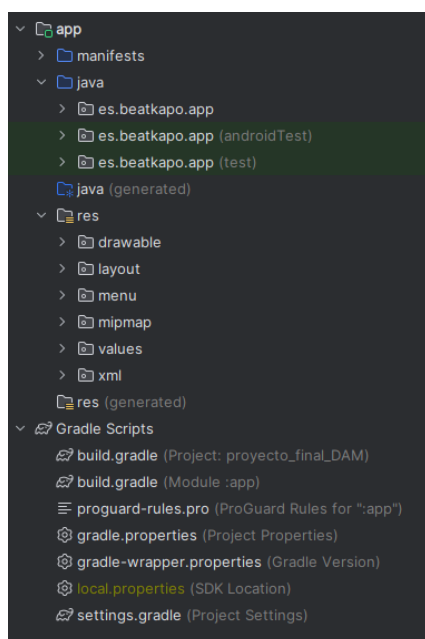 app
manifests
java
es.beatkapo.app
es.beatkapo.app (androidTest)
es.beatkapo.app (test)
java (generated)
res
drawable
layout
menu
mipmap
values
xml
res (generated)
Gradle Scripts
build.gradle (Project: proyecto_final_DAM)
build.gradle (Module :app)
proguard-rules.pro (ProGuard Rules for ":app")
gradle.properties (Project Properties)
gradle-wrapper.properties (Gradle Version)
local.properties (SDK Location)
settings.gradle (Project Settings)